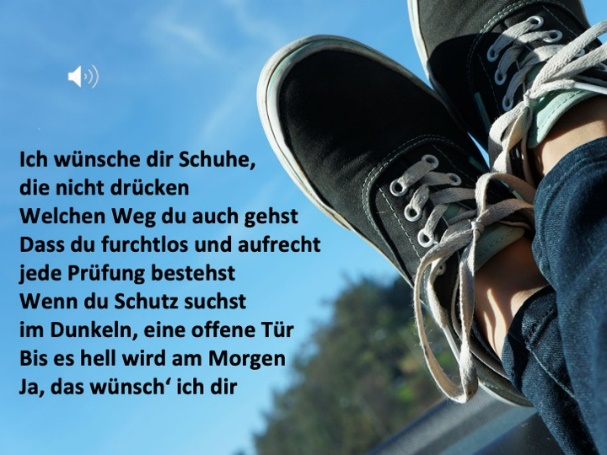 Ich wünsche dir Schuhe,
die nicht drücken
Welchen Weg du auch gehst
Dass du furchtlos und aufrecht
jede Prüfung bestehst
Wenn du Schutz suchst
im Dunkeln, eine offene Tür
Bis es hell wird am Morgen
Ja, das wünsch‘ ich dir